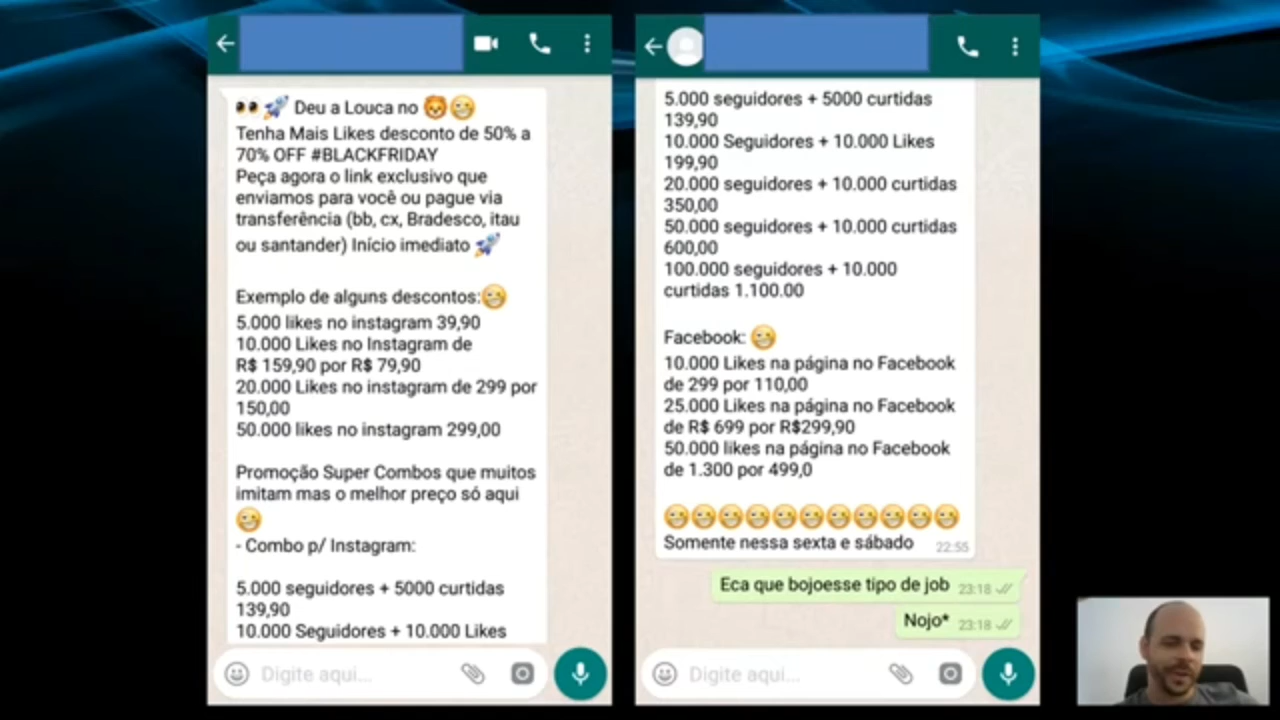 👀🚀 Deu a Louca no 🦁😁
Tenha Mais Likes desconto de 50% a
70% OFF #BLACKFRIDAY
Peça agora o link exclusivo que
enviamos para você ou pague via
transferência (bb, cx, Bradesco, itau
ou santander) Início imediato 🚀
Exemplo de alguns descontos:😁
5.000 likes no instagram 39,90
10.000 Likes no Instagram de
R$ 159,90 por R$ 79,90
20.000 Likes no instagram de 299 por
150,00
50.000 likes no instagram 299,00
Promoção Super Combos que muitos
imitam mas o melhor preço só aqui
😁
- Combo p/ Instagram:
5.000 seguidores + 5000 curtidas
139,90
10.000 Seguidores + 10.000 Likes
Digite aqui...
5.000 seguidores + 5000 curtidas
139,90
10.000 Seguidores + 10.000 Likes
199,90
20.000 seguidores + 10.000 curtidas
350,00
50.000 seguidores + 10.000 curtidas
600,00
100.000 seguidores + 10.000
curtidas 1.100.00
Facebook: 😁
10.000 Likes na página no Facebook
de 299 por 110,00
25.000 Likes na página no Facebook
de R$ 699 por R$299,90
50.000 likes na página no Facebook
de 1.300 por 499,0
😁😁😁😁😁😁😁😁😁😁😁
Somente nessa sexta e sábado 22:55
Eca que bojoesse tipo de job 23:18
Nojo* 23:18
Digite aqui...